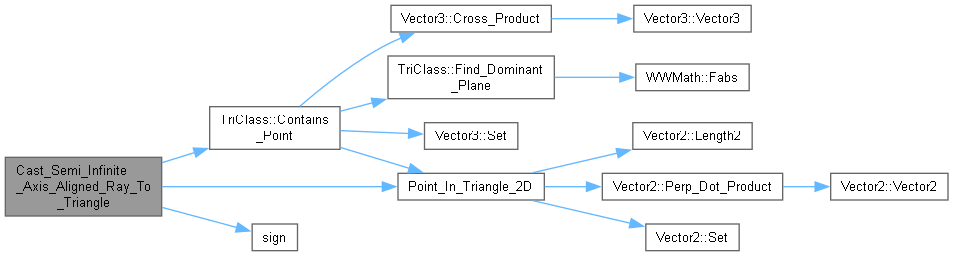 Cast_Semi_Infinite
_Axis_Aligned_Ray_To
_Triangle
TriClass::Contains
_Point
sign
Vector3::Cross_Product
TriClass::Find_Dominant
_Plane
Vector3::Set
Point_In_Triangle_2D
Vector3::Vector3
WWMath::Fabs
Vector2::Length2
Vector2::Perp_Dot_Product
Vector2::Set
Vector2::Vector2